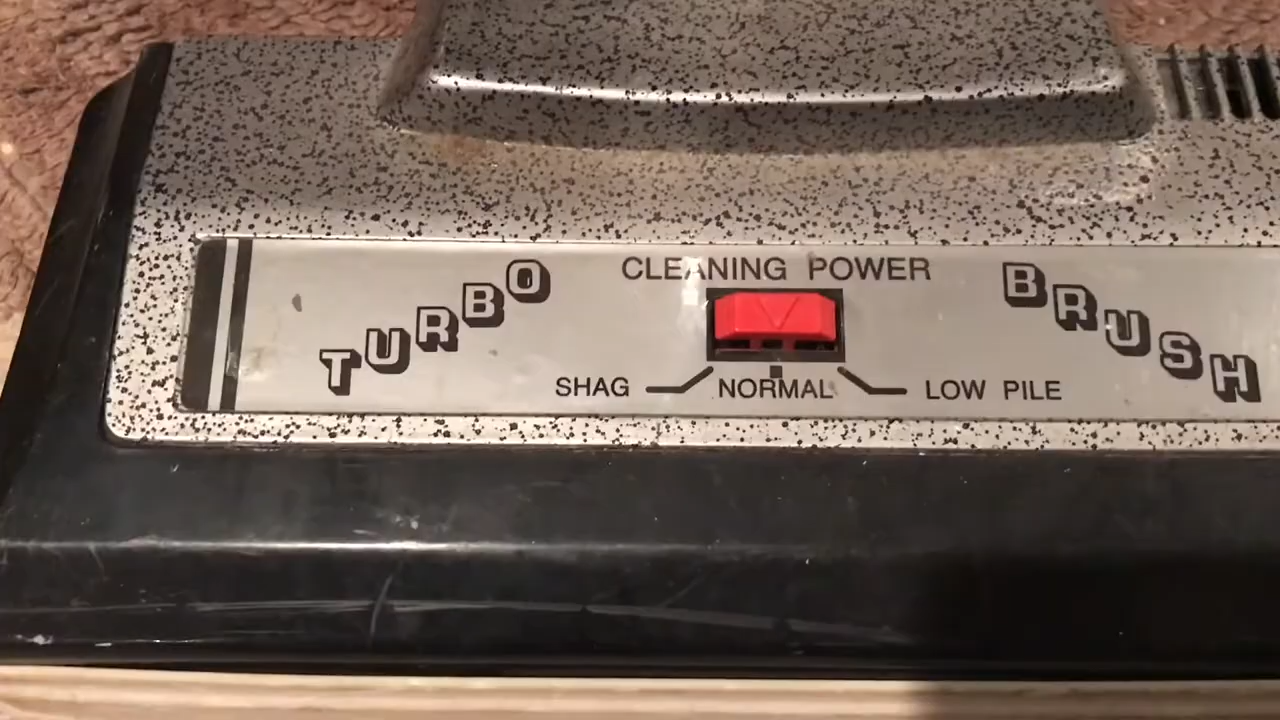 TURBO
CLEANING POWER
BRUSH
SHAG
NORMAL
LOW PILE